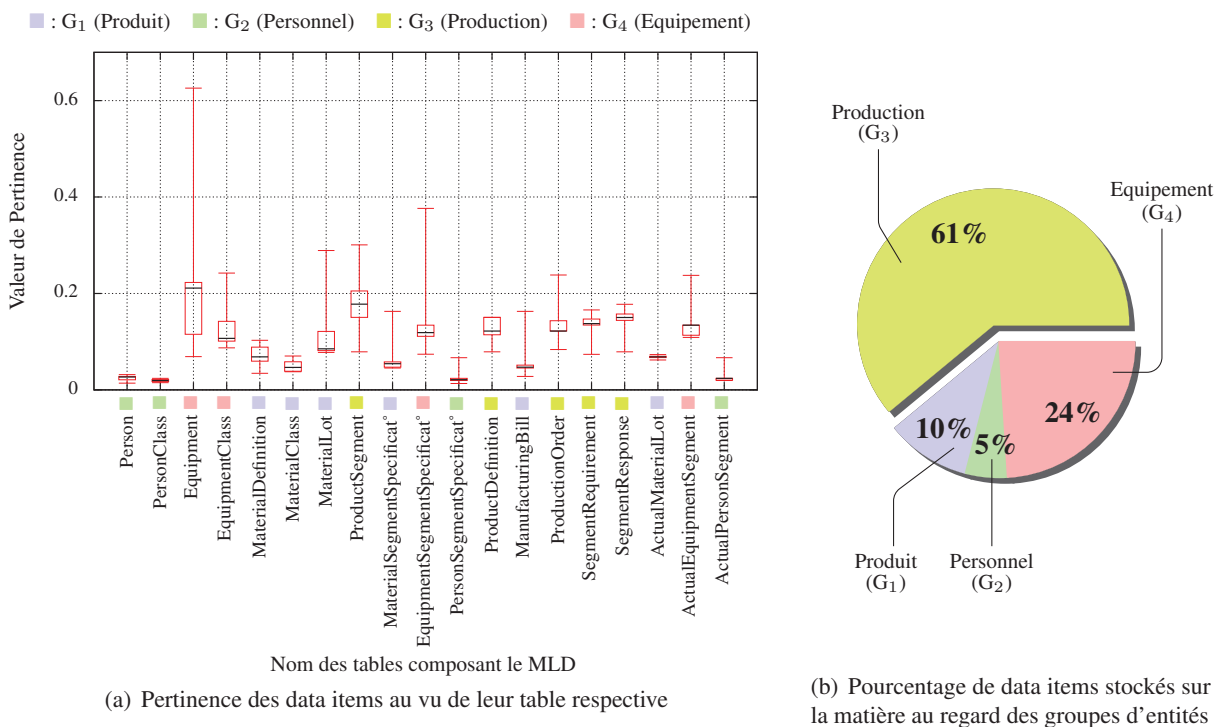 : G₁ (Produit) : G₂ (Personnel) : G₃ (Production) : G₄ (Equipement)
Valeur de Pertinence
0.6
0.4
0.2
0
Person
PersonClass
Equipment
EquipmentClass
MaterialDefinition
MaterialClass
MaterialLot
ProductSegment
MaterialSegmentSpecificat°
EquipmentSegmentSpecificat°
PersonSegmentSpecificat°
ProductDefinition
ManufacturingBill
ProductionOrder
SegmentRequirement
SegmentResponse
ActualMaterialLot
ActualEquipmentSegment
ActualPersonSegment
Nom des tables composant le MLD
(a) Pertinence des data items au vu de leur table respective
Production
(G₃)
Equipement
(G₄)
61%
10%
5%
24%
Produit
(G₁)
Personnel
(G₂)
(b) Pourcentage de data items stockés sur
la matière au regard des groupes d'entités